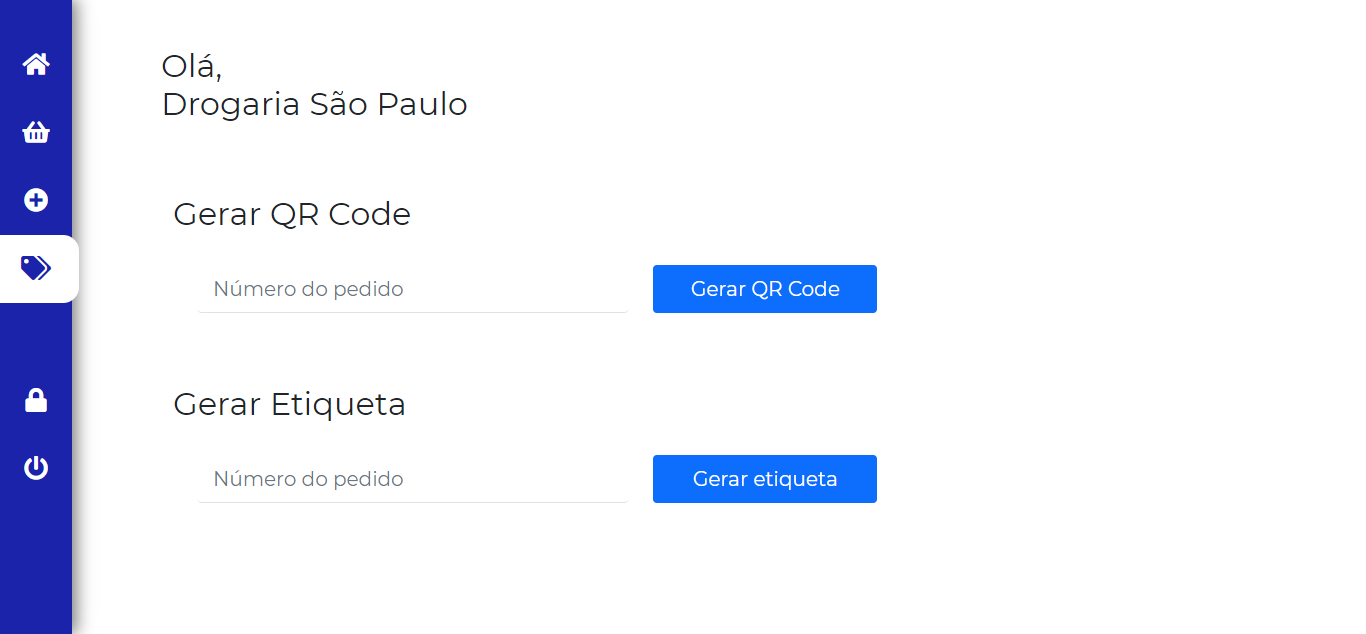 Olá,
Drogaria São Paulo
Gerar QR Code
Número do pedido
Gerar QR Code
Gerar Etiqueta
Número do pedido
Gerar etiqueta